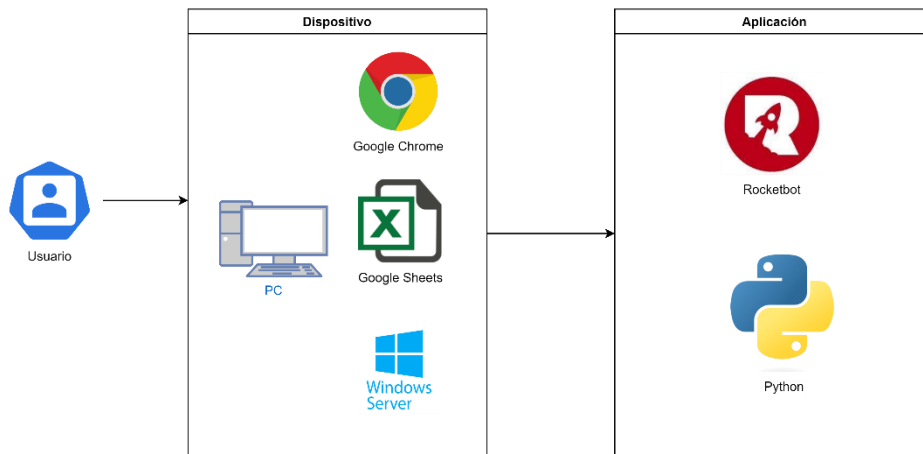 Dispositivo
Aplicación
Google Chrome
Rocketbot
Usuario
PC
X
Google Sheets
Windows
Server
Python